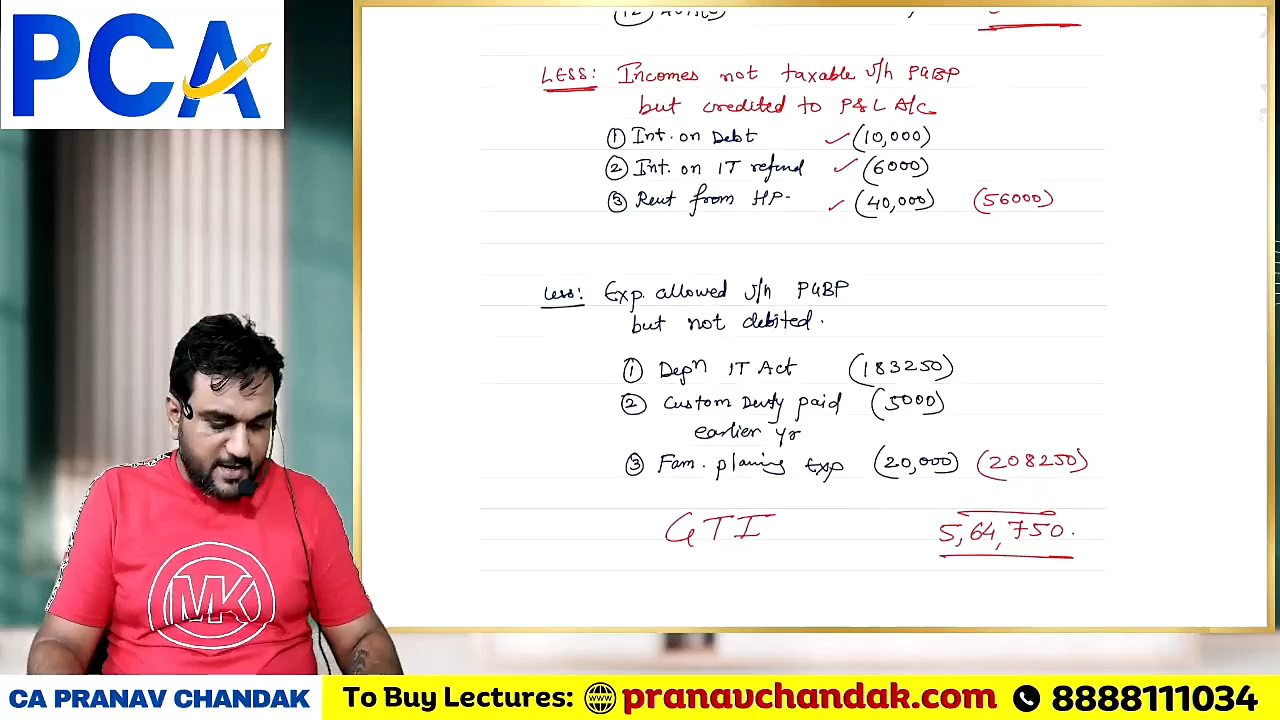 PCA
LESS: Incomes not taxable u/h PGBP
but credited to P&L A/C
① Int. on Debt (10,000)
② Int. on IT refund (6000)
③ Rent from HP- (40,000) (56000)
Less: Exp. allowed u/h PGBP
but not debited.
① Depⁿ IT Act (183250)
② Custom Duty paid (5000)
earlier yr
③ Fam. planing Exp (20,000) (208250)
GTI 5,64,750.
MK
CA PRANAV CHANDAK
To Buy Lectures: pranavchandak.com 8888111034